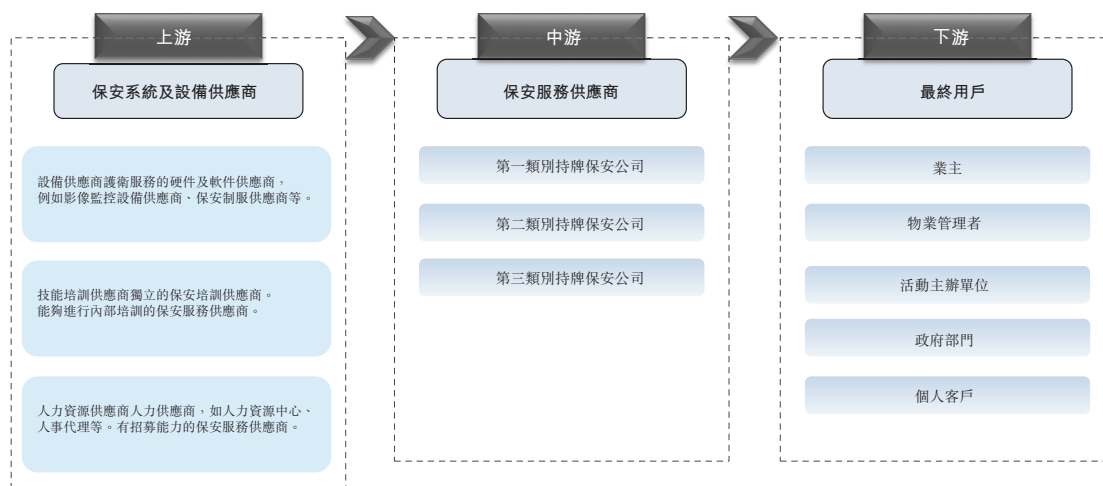 上游
保安系統及設備供應商
設備供應商護衛服務的硬件及軟件供應商，
例如影像監控設備供應商、保安制服供應商等。
技能培訓供應商獨立的保安培訓供應商。
能夠進行內部培訓的保安服務供應商。
人力資源供應商人力供應商，如人力資源中心、
人事代理等。有招募能力的保安服務供應商。
中游
保安服務供應商
第一類別持牌保安公司
第二類別持牌保安公司
第三類別持牌保安公司
下游
最終用戶
業主
物業管理者
活動主辦單位
政府部門
個人客戶